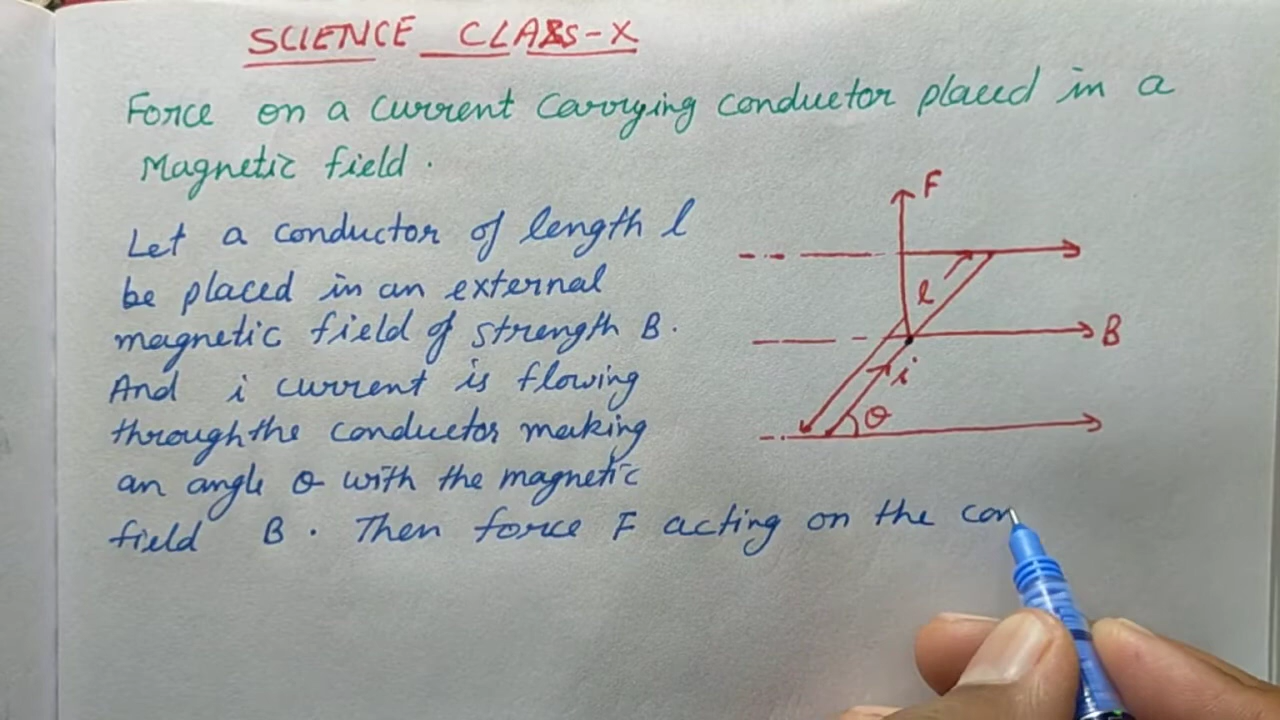 SCIENCE CLASS-X
Force on a current carrying conductor placed in a
Magnetic field.
Let a conductor of length l
be placed in an external
magnetic field of strength B.
And i current is flowing
through the conductor making
an angle θ with the magnetic
field B. Then force F acting on the con
F
l
B
i
θ